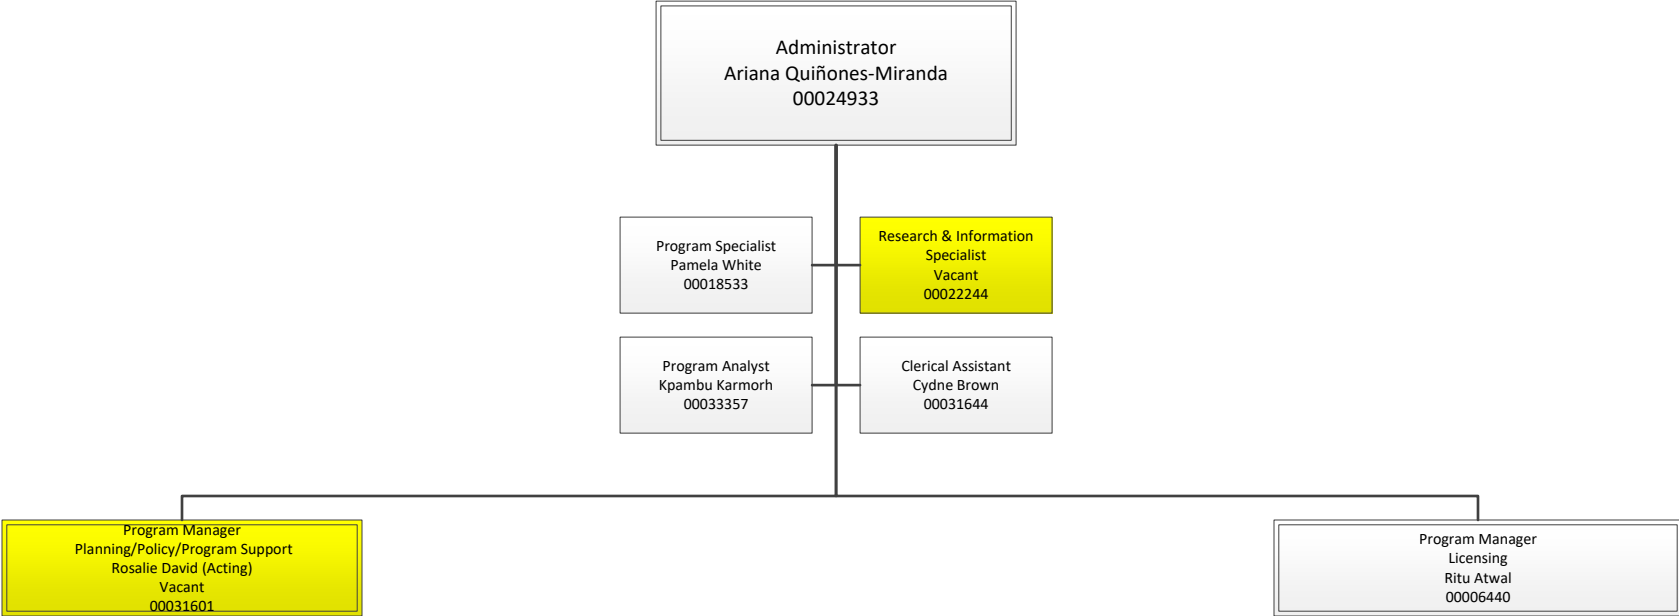 Administrator
Ariana Quiñones-Miranda
00024933
Program Specialist
Pamela White
00018533
Research & Information
Specialist
Vacant
00022244
Program Analyst
Kpambu Karmorh
00033357
Clerical Assistant
Cydne Brown
00031644
Program Manager
Planning/Policy/Program Support
Rosalie David (Acting)
Vacant
00031601
Program Manager
Licensing
Ritu Atwal
00006440